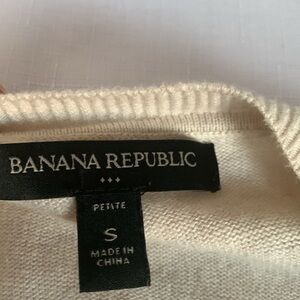 BANANA REPUBLIC
PETITE
S
MADE IN
CHINA